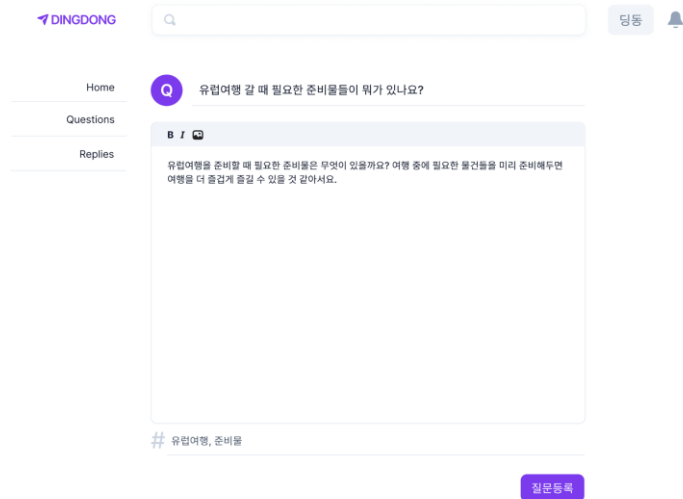 DINGDONG
딩동
Home
Questions
Replies
Q
유럽여행 갈 때 필요한 준비물들이 뭐가 있나요?
B I
유럽여행을 준비할 때 필요한 준비물은 무엇이 있을까요? 여행 중에 필요한 물건들을 미리 준비해두면
여행을 더 즐겁게 즐길 수 있을 것 같아서요.
# 유럽여행, 준비물
질문등록